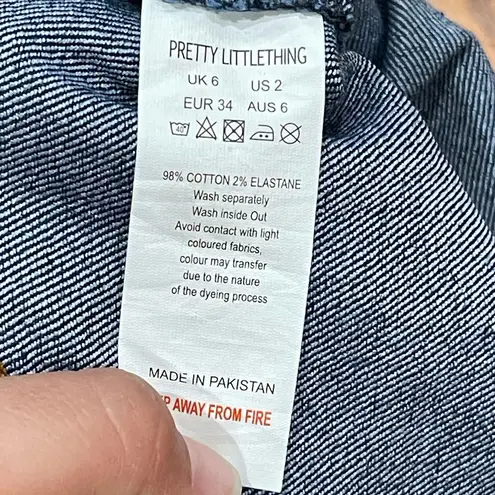 PRETTY LITTLETHING
UK 6 US 2
EUR 34 AUS 6
40°
98% COTTON 2% ELASTANE
Wash separately
Wash inside Out
Avoid contact with light
coloured fabrics,
colour may transfer
due to the nature
of the dyeing process
MADE IN PAKISTAN
AWAY FROM FIRE